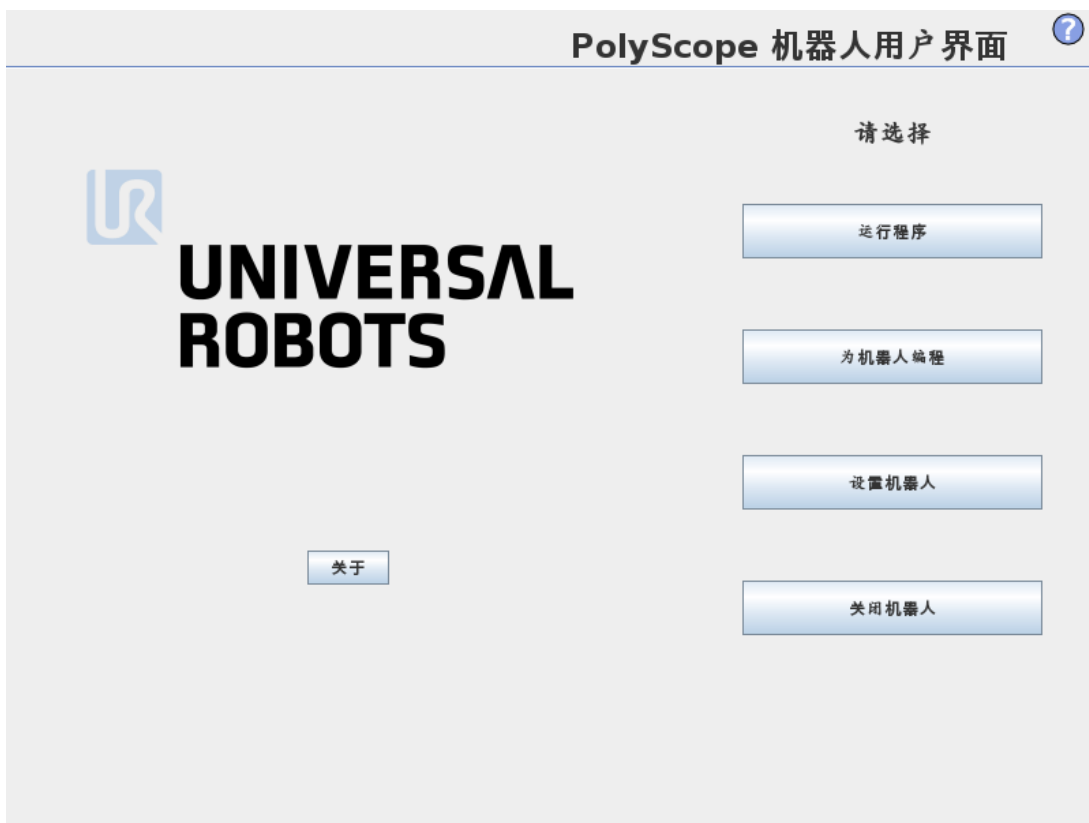 PolyScope 机器人用户界面
?
请选择
UR
UNIVERSAL
ROBOTS
运行程序
为机器人编程
设置机器人
关于
关闭机器人